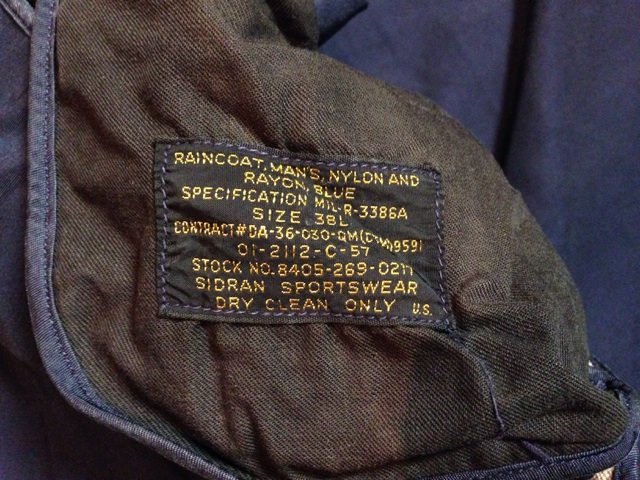 RAINCOAT, MAN'S, NYLON AND
RAYON, BLUE
SPECIFICATION MIL-R-3386A
SIZE 38L
CONTRACT# DA-36-030-QM(CTM)9591
01-2112-C-57
STOCK NO. 8405-269-0211
SIDRAN SPORTSWEAR
DRY CLEAN ONLY U.S.